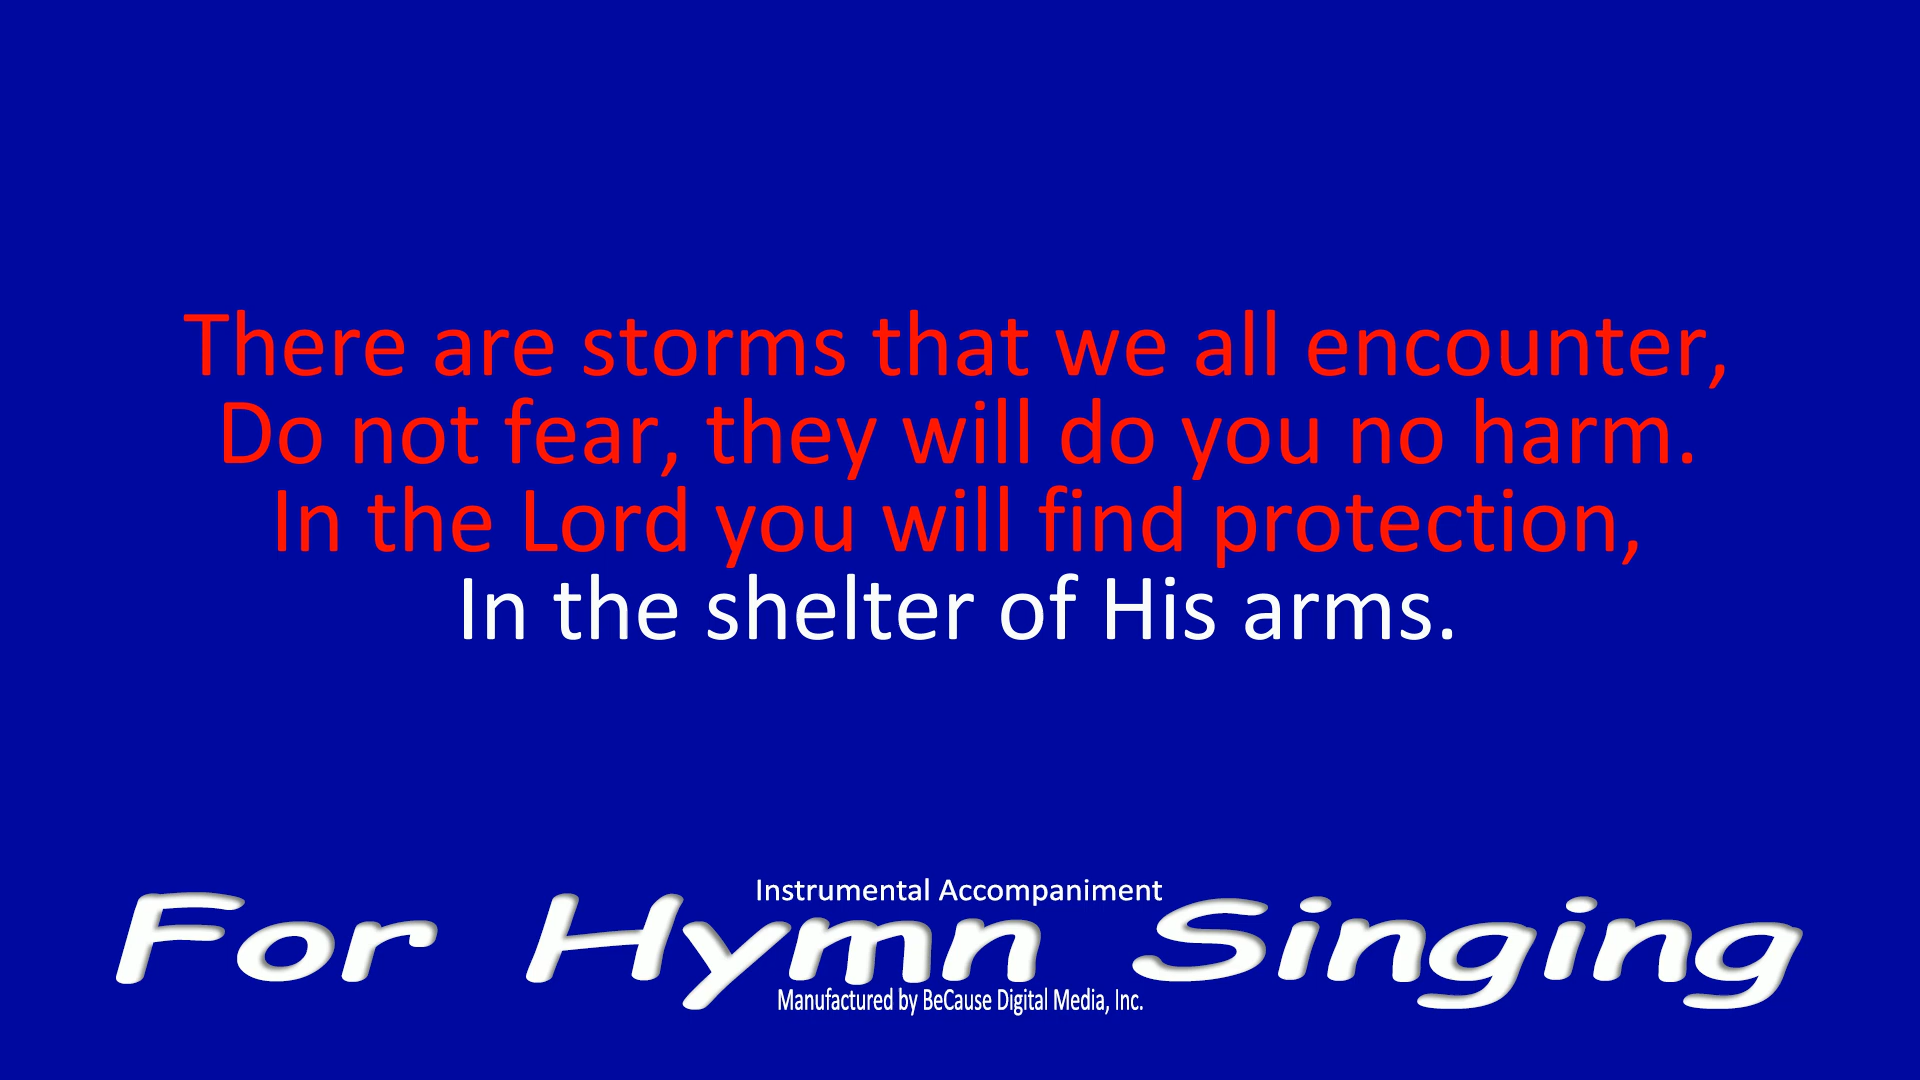 There are storms that we all encounter,
Do not fear, they will do you no harm.
In the Lord you will find protection,
In the shelter of His arms.
Instrumental Accompaniment
For Hymn Singing
Manufactured by BeCause Digital Media, Inc.